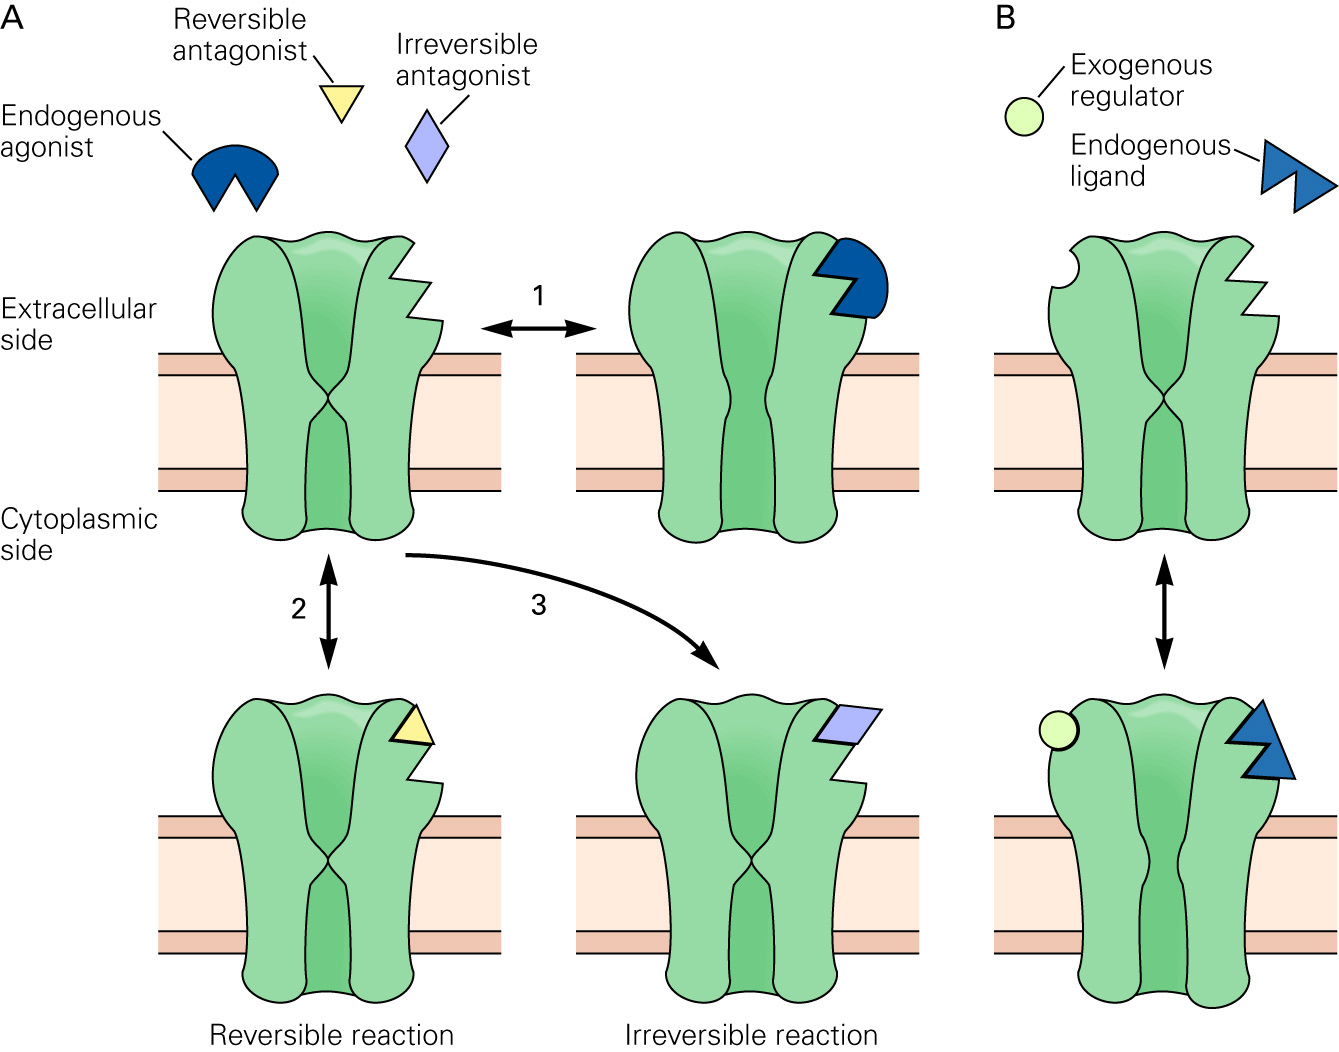 A
Reversible
antagonist
Irreversible
antagonist
Endogenous
agonist
Extracellular
side
1
Cytoplasmic
side
2
3
Reversible reaction
Irreversible reaction
B
Exogenous
regulator
Endogenous
ligand